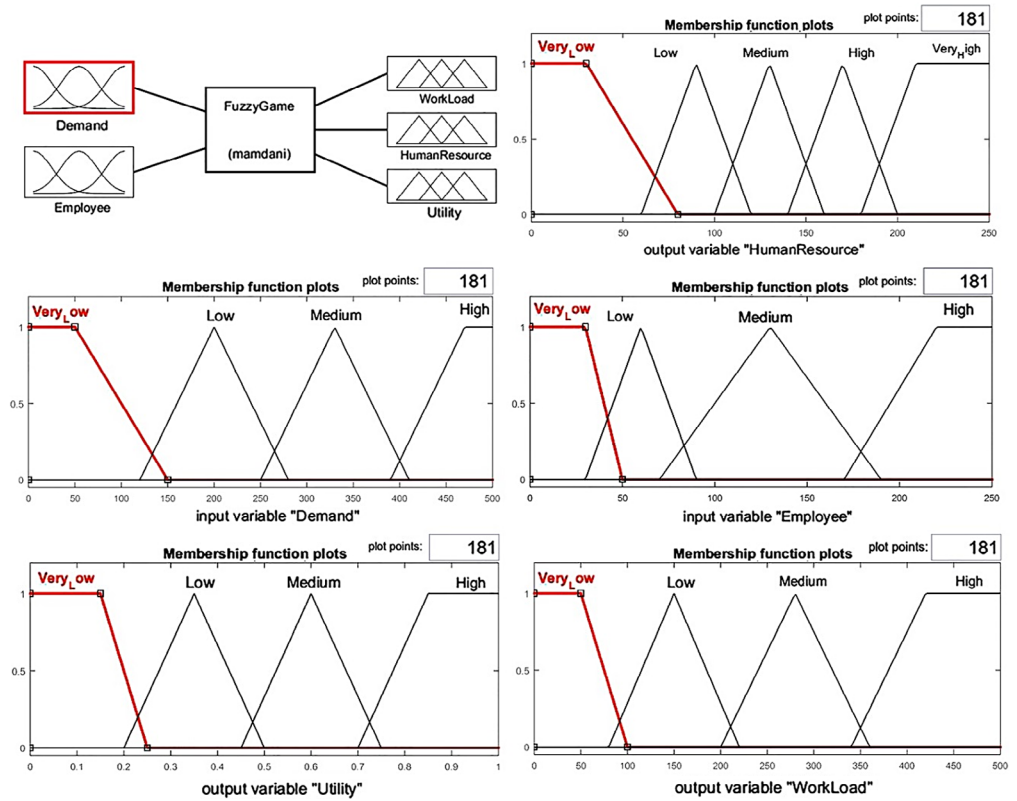 Demand
Employee
FuzzyGame
(mamdani)
WorkLoad
HumanResource
Utility
Membership function plots plot points: 181
Very_Low Low Medium High Very_High
1
0.5
0
0 50 100 150 200 250
output variable "HumanResource"
Membership function plots plot points: 181
Very_Low Low Medium High
1
0.5
0
0 50 100 150 200 250 300 350 400 450 500
input variable "Demand"
Membership function plots plot points: 181
Very_Low Low Medium High
1
0.5
0
0 50 100 150 200 250
input variable "Employee"
Membership function plots plot points: 181
Very_Low Low Medium High
1
0.5
0
0 0.1 0.2 0.3 0.4 0.5 0.6 0.7 0.8 0.9 1
output variable "Utility"
Membership function plots plot points: 181
Very_Low Low Medium High
1
0.5
0
0 50 100 150 200 250 300 350 400 450 500
output variable "WorkLoad"